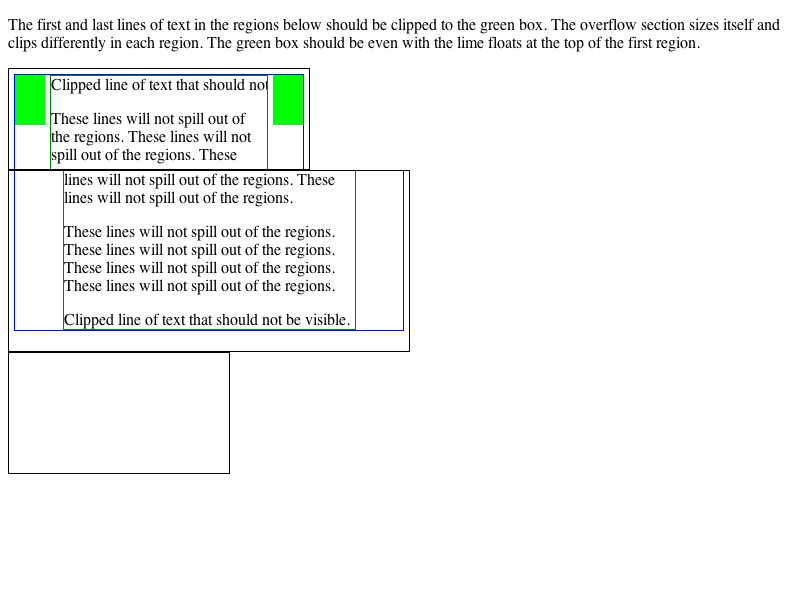 The first and last lines of text in the regions below should be clipped to the green box. The overflow section sizes itself and
clips differently in each region. The green box should be even with the lime floats at the top of the first region.
Clipped line of text that should not
These lines will not spill out of
the regions. These lines will not
spill out of the regions. These
lines will not spill out of the regions. These
lines will not spill out of the regions.
These lines will not spill out of the regions.
These lines will not spill out of the regions.
These lines will not spill out of the regions.
These lines will not spill out of the regions.
Clipped line of text that should not be visible.